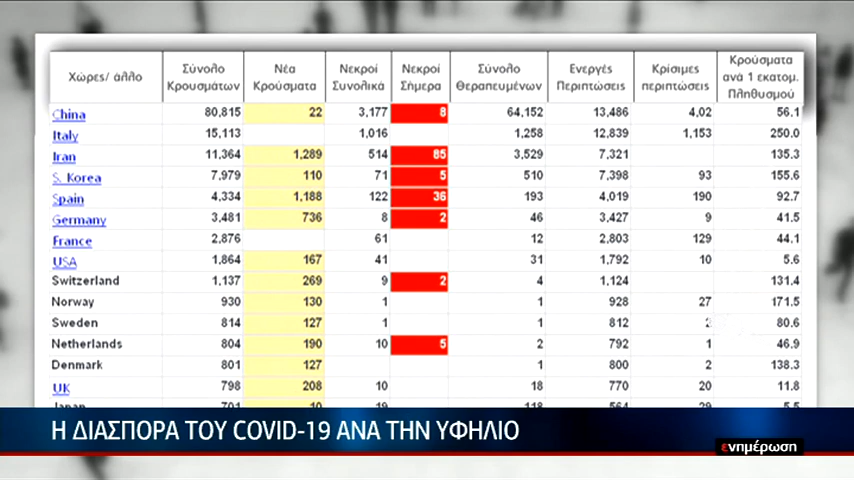 Χώρες/ άλλο Σύνολο Κρουσμάτων Νέα Κρούσματα Νεκροί Συνολικά Νεκροί Σήμερα Σύνολο Θεραπευμένων Ενεργές Περιπτώσεις Κρίσιμες περιπτώσεις Κρούσματα ανά 1 εκατομ. Πληθυσμού
China 80,815 22 3,177 8 64,152 13,486 4,02 56.1
Italy 15,113 1,016 1,258 12,839 1,153 250.0
Iran 11,364 1,289 514 85 3,529 7,321 135.3
S. Korea 7,979 110 71 5 510 7,398 93 155.6
Spain 4,334 1,188 122 36 193 4,019 190 92.7
Germany 3,481 736 8 2 46 3,427 9 41.5
France 2,876 61 12 2,803 129 44.1
USA 1,864 167 41 31 1,792 10 5.6
Switzerland 1,137 269 9 2 4 1,124 131.4
Norway 930 130 1 1 928 27 171.5
Sweden 814 127 1 1 812 80.6
Netherlands 804 190 10 5 2 792 1 46.9
Denmark 801 127 1 800 2 138.3
UK 798 208 10 18 770 20 11.8
Japan 701 10 19 118 564 29 5.5
Η ΔΙΑΣΠΟΡΑ ΤΟΥ COVID-19 ΑΝΑ ΤΗΝ ΥΦΗΛΙΟ
ενημέρωση